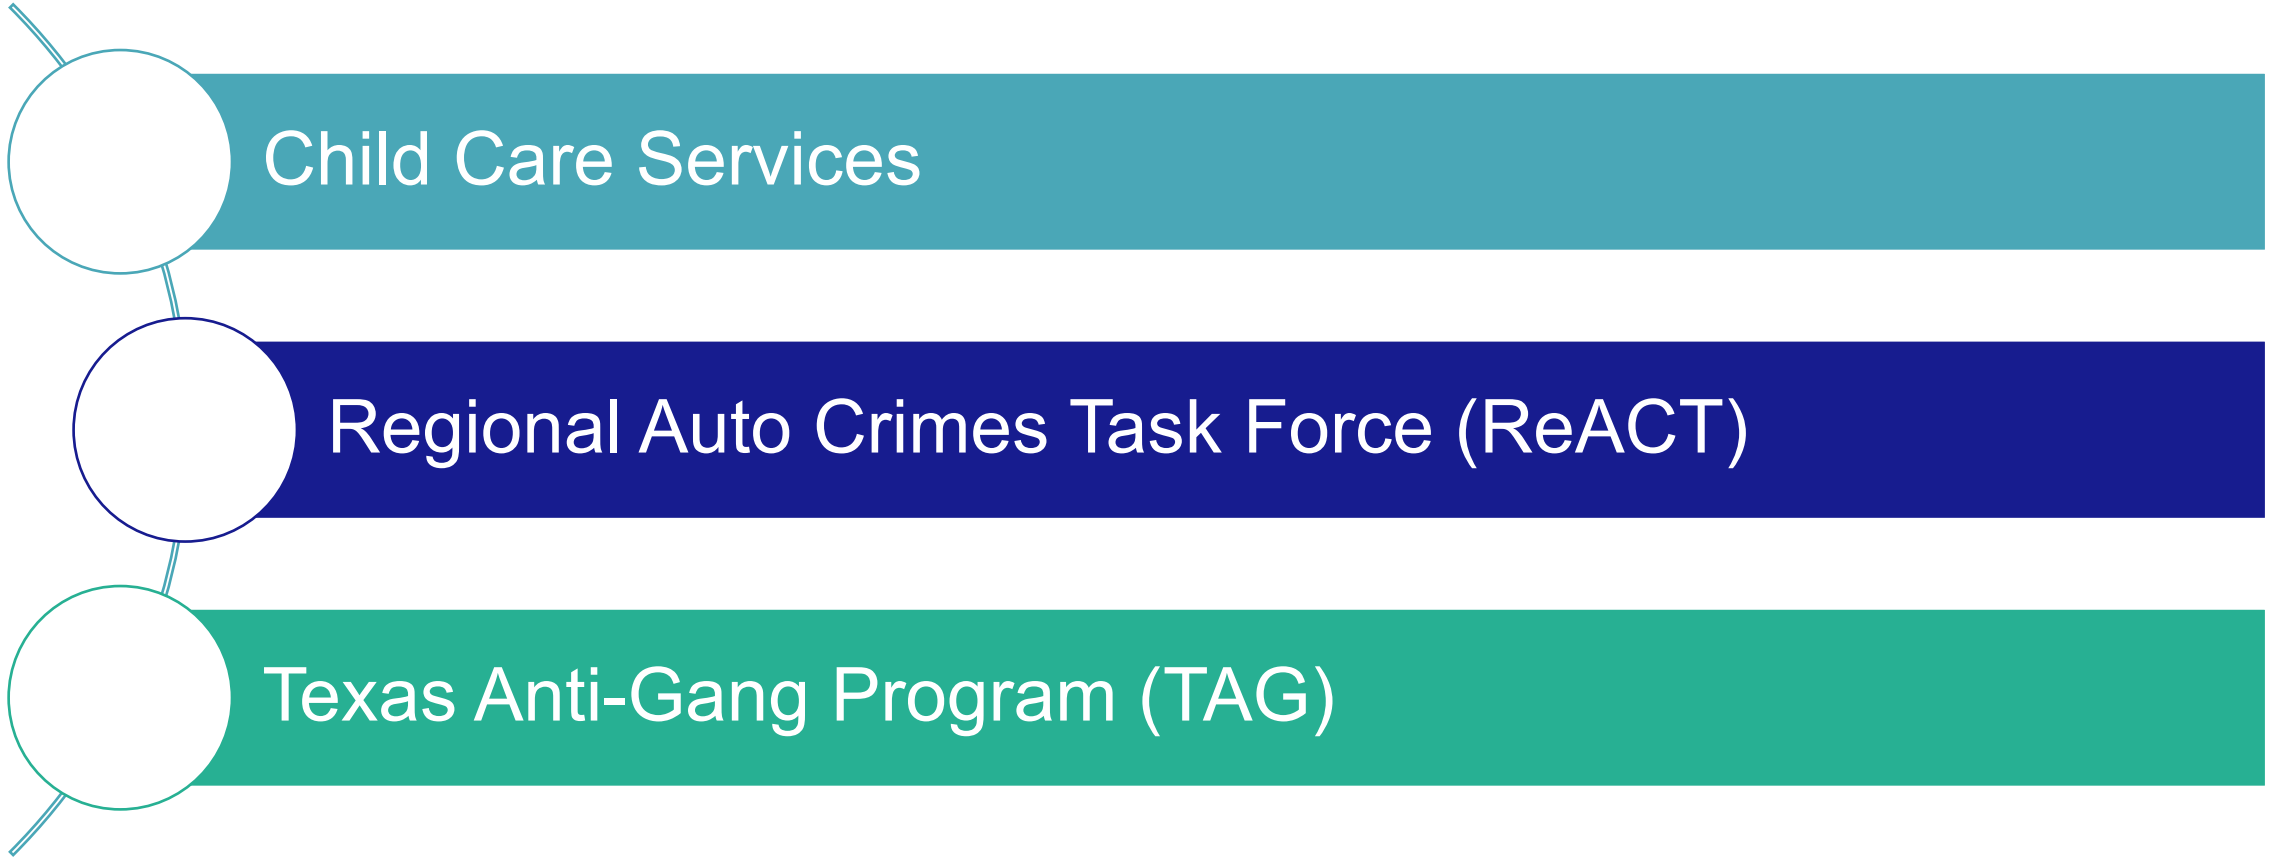 Child Care Services
Regional Auto Crimes Task Force (ReACT)
Texas Anti-Gang Program (TAG)